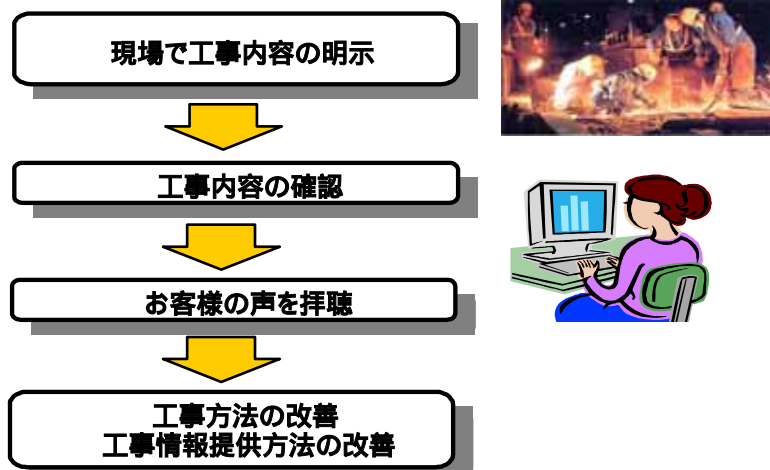 現場で工事内容の明示
工事内容の確認
お客様の声を拝聴
工事方法の改善
工事情報提供方法の改善